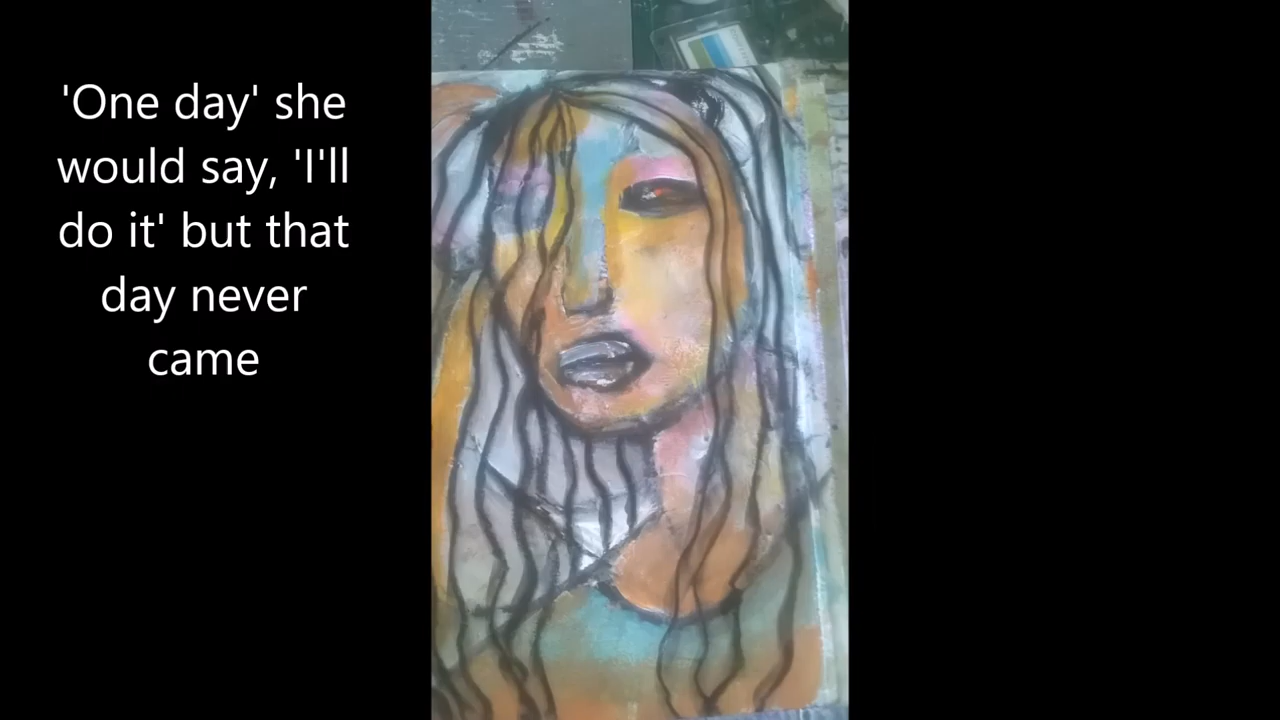 'One day' she
would say, 'I'll
do it' but that
day never
came